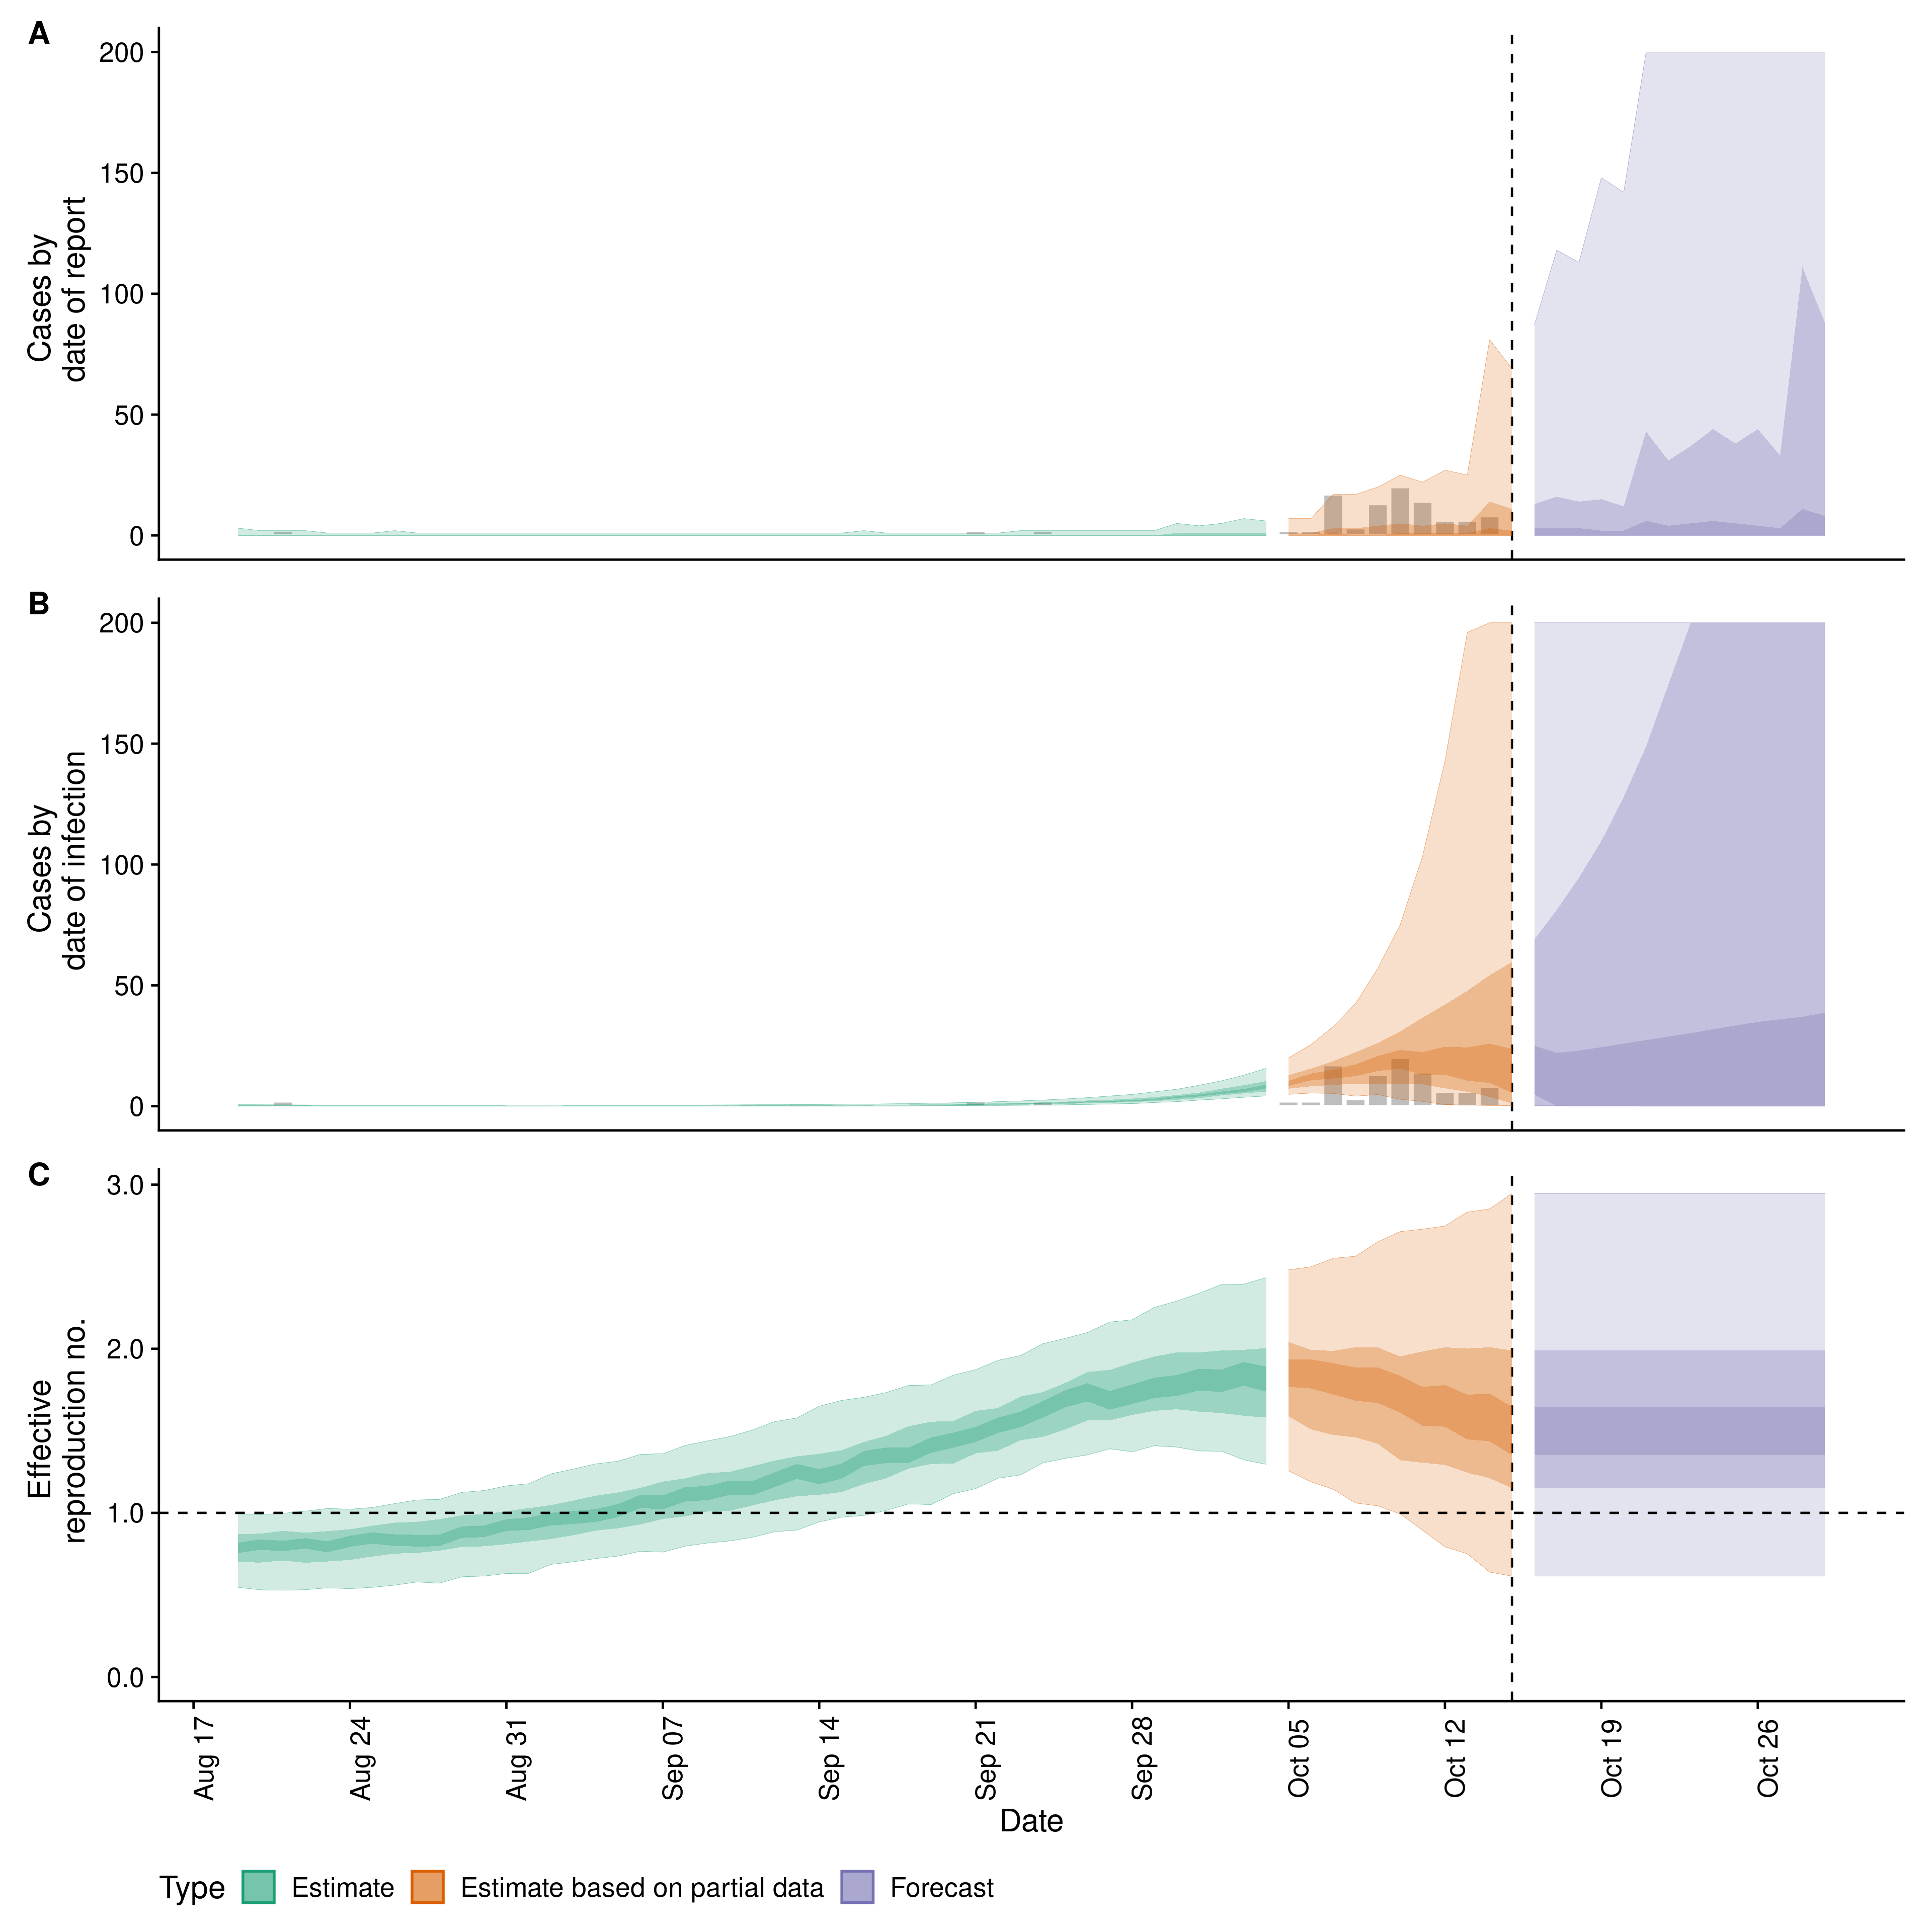 A
200
150
100
50
0
Cases by
date of report
B
200
150
100
50
0
Cases by
date of infection
C
3.0
2.0
1.0
0.0
Effective
reproduction no.
Aug 17
Aug 24
Aug 31
Sep 07
Sep 14
Sep 21
Sep 28
Oct 05
Oct 12
Oct 19
Oct 26
Date
Type Estimate Estimate based on partial data Forecast